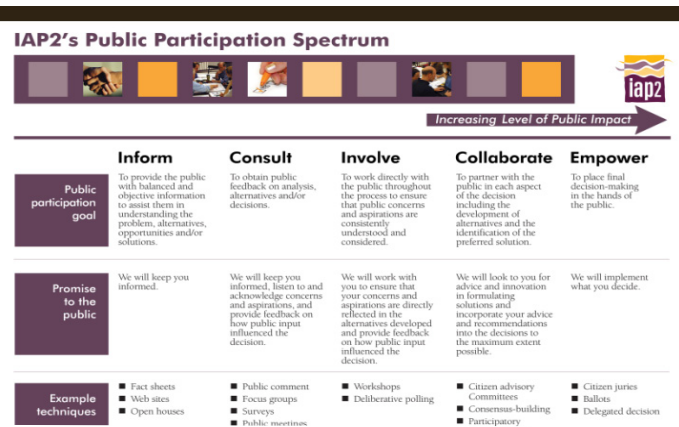 IAP2's Public Participation Spectrum
iap2
Increasing Level of Public Impact
Inform
Consult
Involve
Collaborate
Empower
Public
participation
goal
To provide the public
with balanced and
objective information
to assist them in
understanding the
problem, alternatives,
opportunities and/or
solutions.
To obtain public
feedback on analysis,
alternatives and/or
decisions.
To work directly with
the public throughout
the process to ensure
that public concerns
and aspirations are
consistently
understood and
considered.
To partner with the
public in each aspect
of the decision
including the
development of
alternatives and the
identification of the
preferred solution.
To place final
decision-making
in the hands of
the public.
Promise
to the
public
We will keep you
informed.
We will keep you
informed, listen to and
acknowledge concerns
and aspirations, and
provide feedback on
how public input
influenced the
decision.
We will work with
you to ensure that
your concerns and
aspirations are directly
reflected in the
alternatives developed
and provide feedback
on how public input
influenced the
decision.
We will look to you for
advice and innovation
in formulating
solutions and
incorporate your advice
and recommendations
into the decisions to
the maximum extent
possible.
We will implement
what you decide.
Example
techniques
■ Fact sheets
■ Web sites
■ Open houses
■ Public comment
■ Focus groups
■ Surveys
■ Public meetings
■ Workshops
■ Deliberative polling
■ Citizen advisory
Committees
■ Consensus-building
■ Participatory
■ Citizen juries
■ Ballots
■ Delegated decision